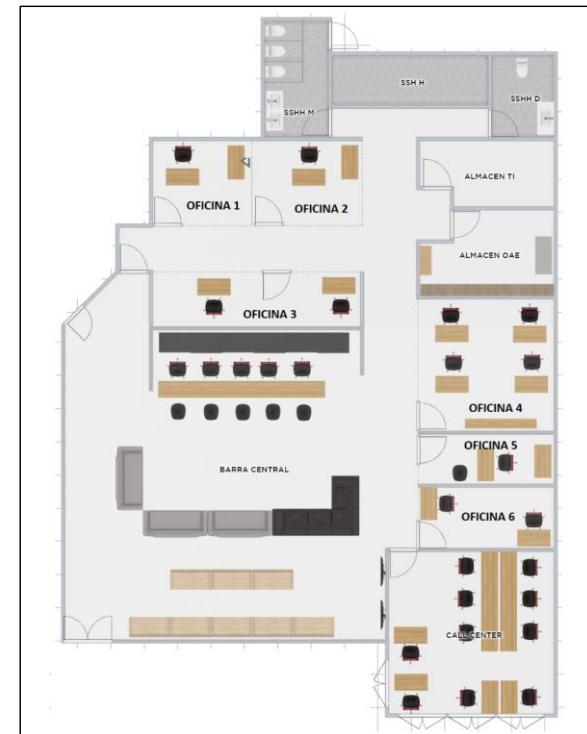 SSH H
SSHH M
SSHH D
ALMACEN TI
OFICINA 1
OFICINA 2
ALMACEN OAE
OFICINA 3
OFICINA 4
OFICINA 5
BARRA CENTRAL
OFICINA 6
CALL CENTER